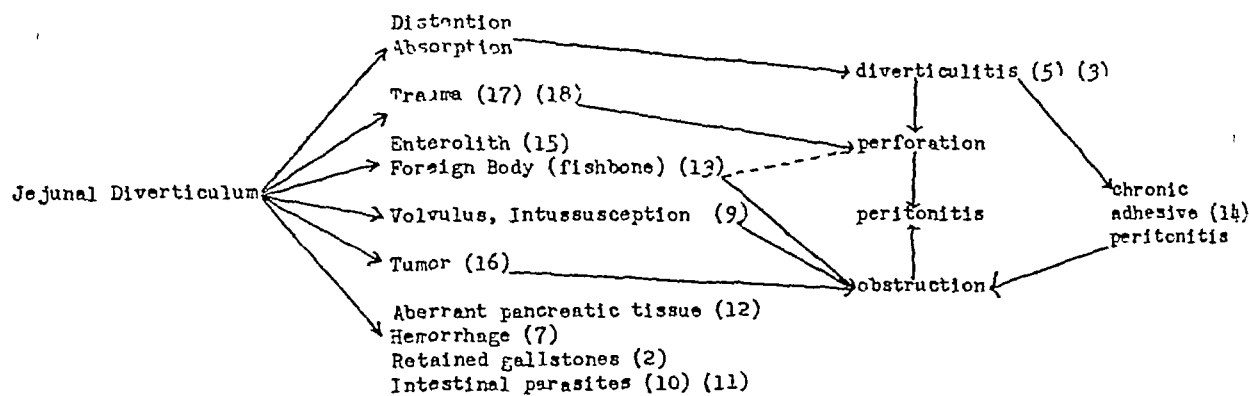 Distention
Absorption
diverticulitis (5) (3)
Trauma (17) (18)
Enterolith (15)
perforation
Foreign Body (fishbone) (13)
Jejunal Diverticulum
chronic
Volvulus, Intussusception (9)
peritonitis
adhesive (14)
peritonitis
Tumor (16)
obstruction
Aberrant pancreatic tissue (12)
Hemorrhage (7)
Retained gallstones (2)
Intestinal parasites (10) (11)